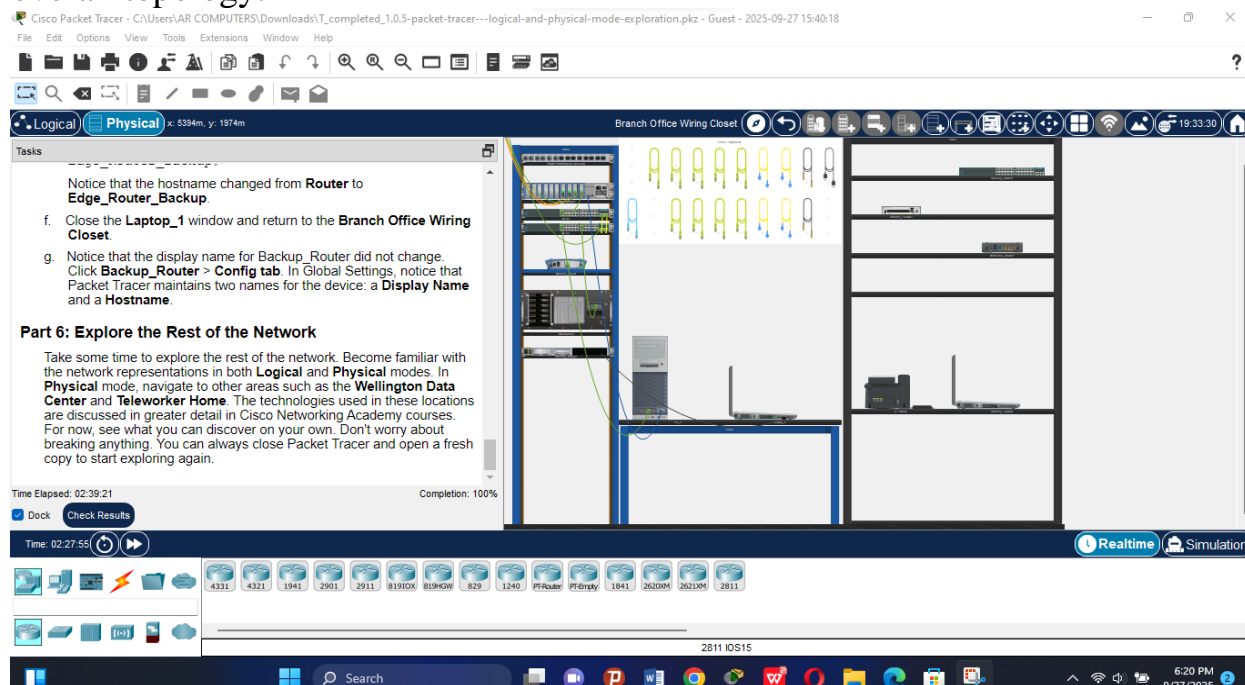 overall topology.
Cisco Packet Tracer - C:\Users\AR COMPUTERS\Downloads\T_completed_1.0.5-packet-tracer---logical-and-physical-mode-exploration.pkz - Guest - 2025-09-27 15:40:18
File Edit Options View Tools Extensions Window Help
Logical Physical x: 5394m, y: 1974m Branch Office Wiring Closet 19:33:30
Tasks
Notice that the hostname changed from Router to
Edge_Router_Backup.
f. Close the Laptop_1 window and return to the Branch Office Wiring
Closet.
g. Notice that the display name for Backup_Router did not change.
Click Backup_Router > Config tab. In Global Settings, notice that
Packet Tracer maintains two names for the device: a Display Name
and a Hostname.
Part 6: Explore the Rest of the Network
Take some time to explore the rest of the network. Become familiar with
the network representations in both Logical and Physical modes. In
Physical mode, navigate to other areas such as the Wellington Data
Center and Teleworker Home. The technologies used in these locations
are discussed in greater detail in Cisco Networking Academy courses.
For now, see what you can discover on your own. Don't worry about
breaking anything. You can always close Packet Tracer and open a fresh
copy to start exploring again.
Time Elapsed: 02:39:21 Completion: 100%
Dock Check Results
Time: 02:27:55 Realtime Simulation
4331 4321 1941 2901 2911 819IOX 819HGW 829 1240 PT-Router PT-Empty 1841 2620XM 2621XM 2811
2811 IOS15
Search
6:20 PM
9/27/2025
2